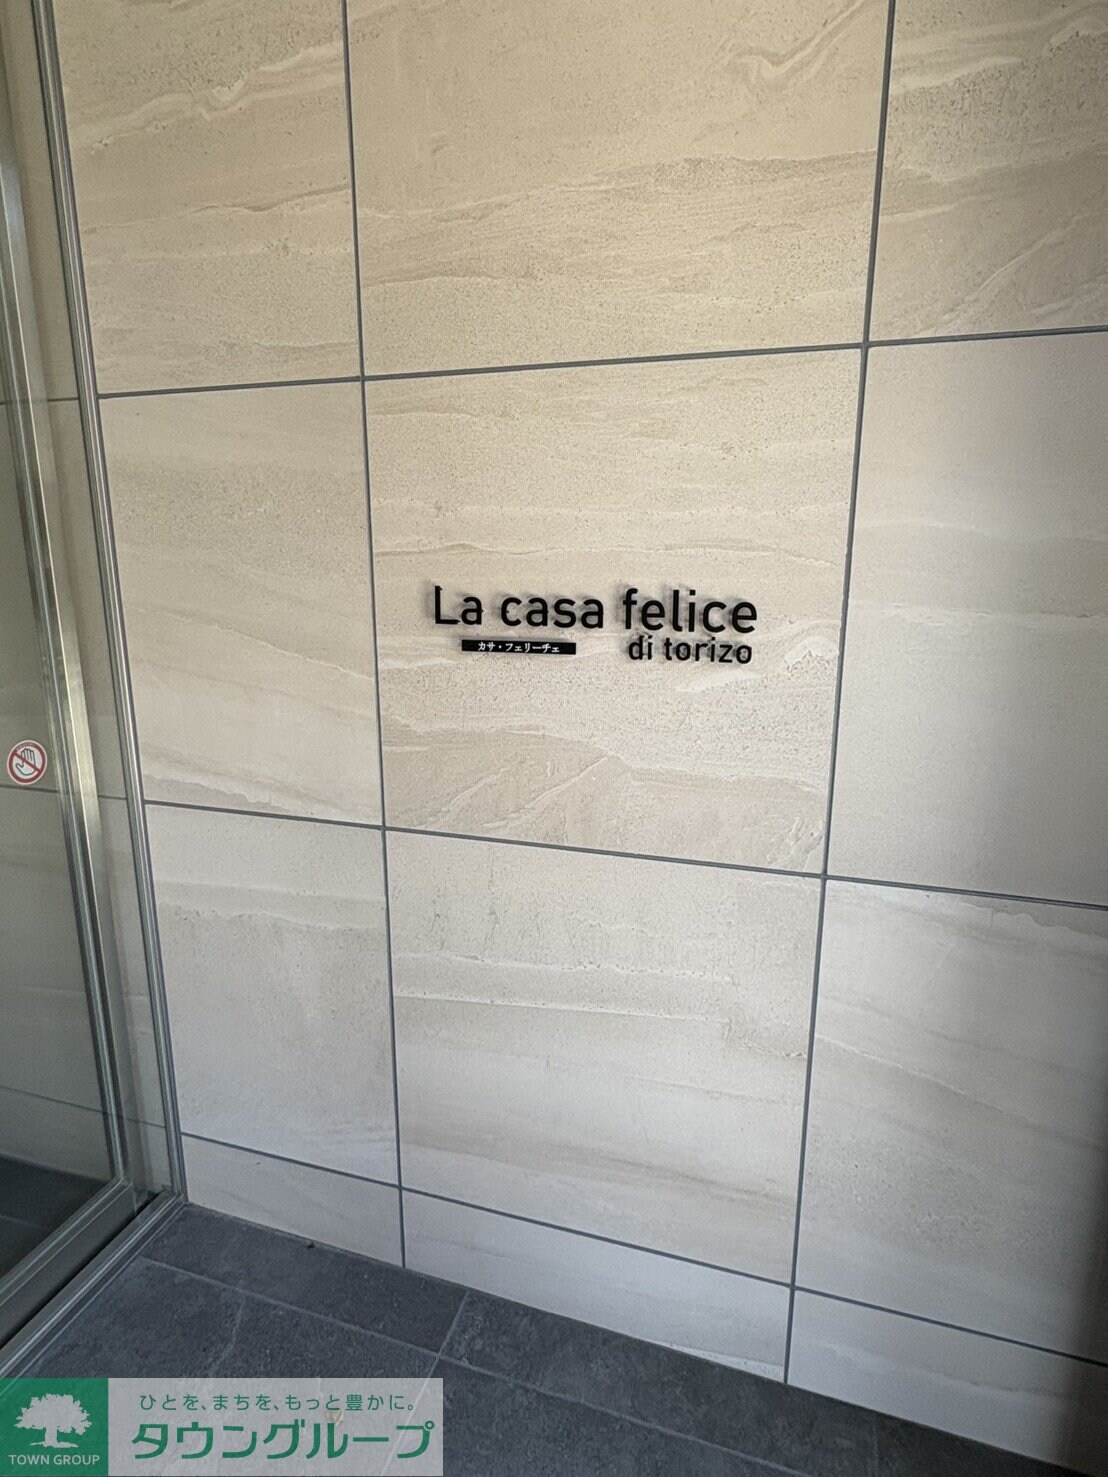 La casa felice
カサ・フェリーチェ
di torizo
ひとを、まちを、もっと豊かに。
タウングループ
TOWN GROUP